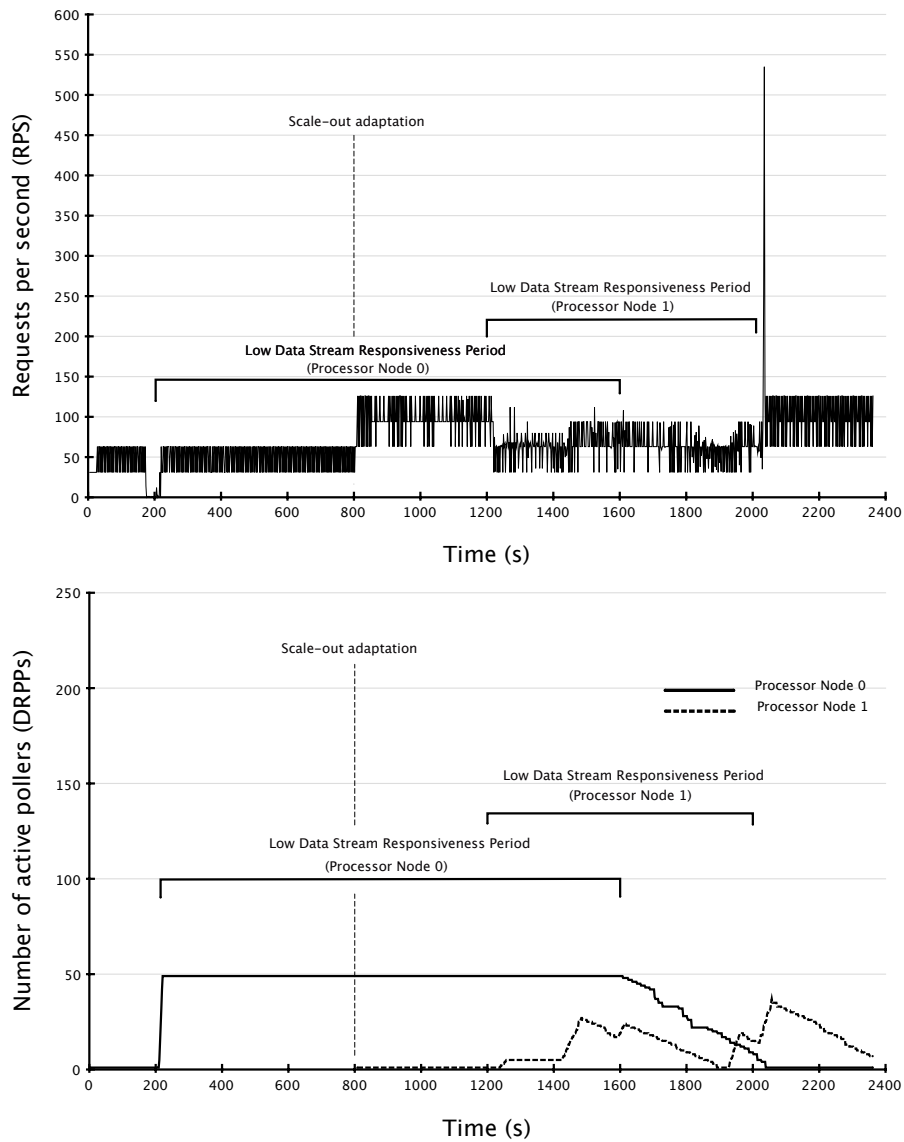 600
550
500
450
400
350
300
250
200
150
100
50
0
Requests per second (RPS)
Scale-out adaptation
Low Data Stream Responsiveness Period
(Processor Node 1)
Low Data Stream Responsiveness Period
(Processor Node 0)
0 200 400 600 800 1000 1200 1400 1600 1800 2000 2200 2400
Time (s)
250
200
150
100
50
0
Number of active pollers (DRPPs)
Scale-out adaptation
Processor Node 0
Processor Node 1
Low Data Stream Responsiveness Period
(Processor Node 1)
Low Data Stream Responsiveness Period
(Processor Node 0)
0 200 400 600 800 1000 1200 1400 1600 1800 2000 2200 2400
Time (s)